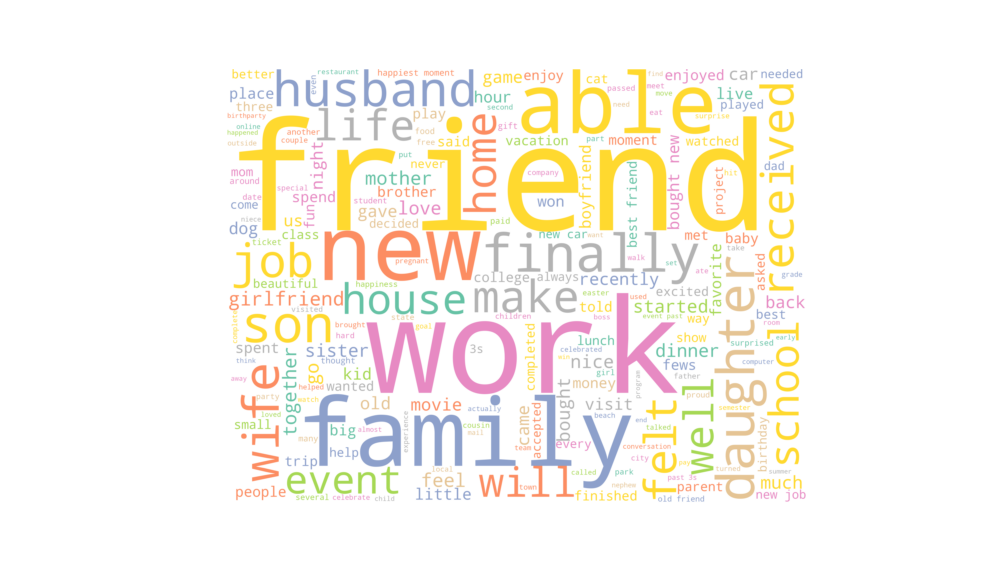 better
restaurant
happiest moment
game
enjoy
cat
passed
find
enjoyed
car
needed
place
husband
even
hour
second
able
need
meet
move
live
three
life
play
gift
eat
surprise
played
birthparty
online
another
couple
food
free
said
vacation
part
moment
watched
received
happened
outside
night
put
never
home
friend
company
boyfriend
bought new
project
hit
dad
mom
around
mother
brother
best friend
special
student
walk
date
spend
gave
love
won
niece
come
fun
us
decided
paid
dog
class
new
new car
want
met
baby
take
ticket
job
finally
set
ate
asked
pregnant
college
always
recently
excited
favorite
grade
beautiful
happiness
girlfriend
house
make
easter
used
told
started
back
visited
state
children
boss
event past
way
best
room
complete
son
brought
goal
work
hard
lunch
show
surprised
early
school
spent
sister
3s
completed
celebrated
nice
dinner
daughter
think
thought
go
girl
fews
father
computer
away
wife
together
helped
kid
money
program
proud
party
wanted
watch
loved
old
movie
actually
came
bought
visit
beach
well
semester
small
family
cousin
end
felt
talked
many
big
almost
experience
mall
team
accepted
every
conversation
birthday
help
trip
city
pay
people
event
local
feel
will
called
park
past 3s
turned
summer
town
nephew
parent
much
several
celebrate
child
little
finished
old friend
new job